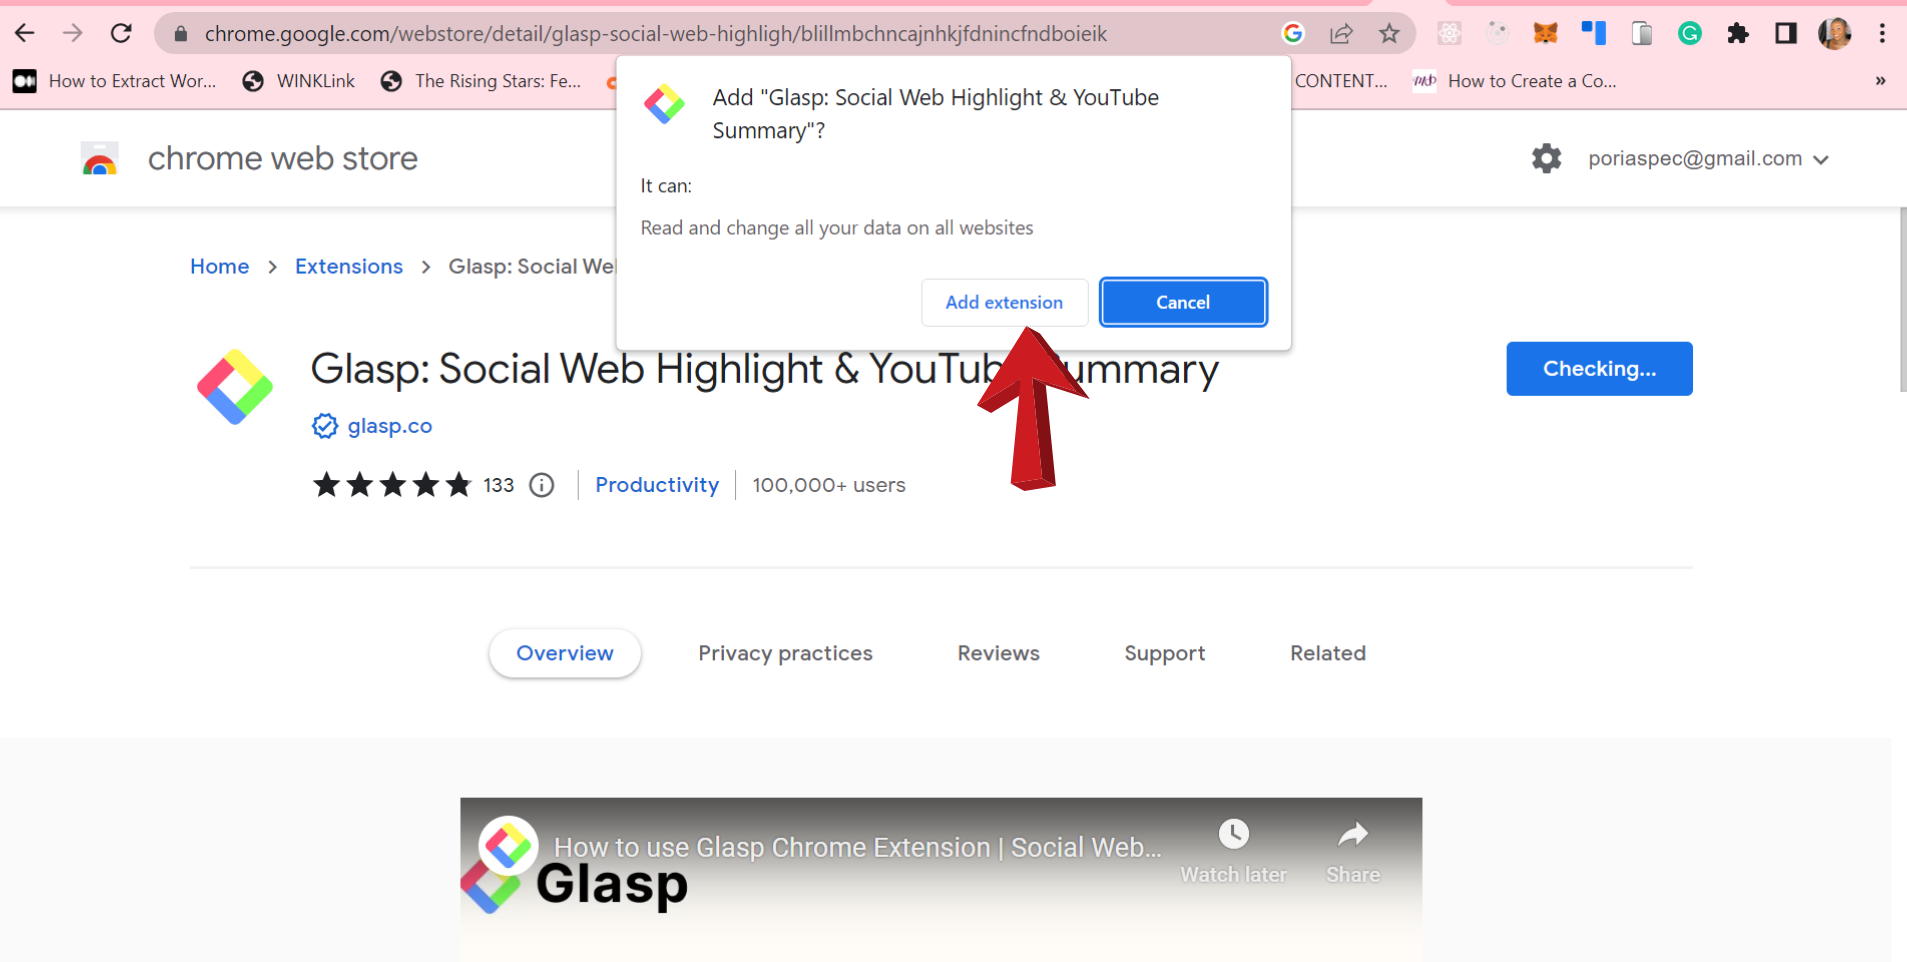 chrome.google.com/webstore/detail/glasp-social-web-highligh/blillmbchncajnhkjfdnincfndboieik
How to Extract Wor... WINKLink The Rising Stars: Fe... CONTENT... How to Create a Co... »
Add "Glasp: Social Web Highlight & YouTube
Summary"?
It can:
Read and change all your data on all websites
Add extension Cancel
chrome web store poriaspec@gmail.com
Home > Extensions > Glasp: Social We
Glasp: Social Web Highlight & YouTube Summary
Checking...
glasp.co
133 Productivity 100,000+ users
Overview Privacy practices Reviews Support Related
How to use Glasp Chrome Extension | Social Web...
Watch later Share
Glasp